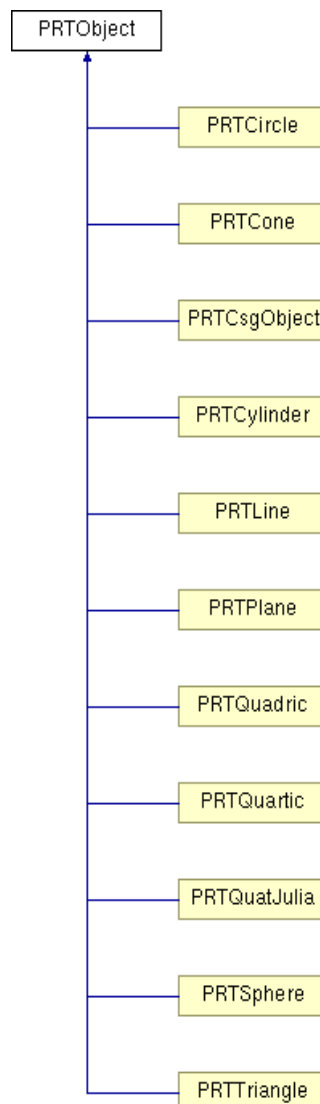 PRTObject
PRTCircle
PRTCone
PRTCsgObject
PRTCylinder
PRTLine
PRTPlane
PRTQuadric
PRTQuartic
PRTQuatJulia
PRTSphere
PRTTriangle